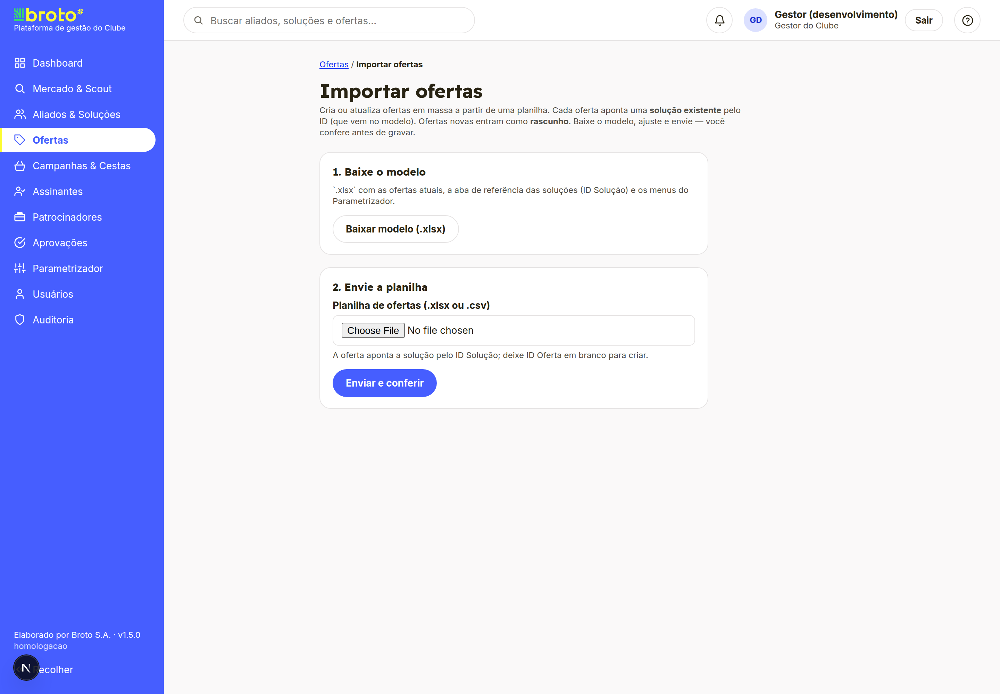 broto
Plataforma de gestão do Clube
Buscar aliados, soluções e ofertas...
GD
Gestor (desenvolvimento)
Gestor do Clube
Sair
Dashboard
Mercado & Scout
Aliados & Soluções
Ofertas
Campanhas & Cestas
Assinantes
Patrocinadores
Aprovações
Parametrizador
Usuários
Auditoria
Elaborado por Broto S.A. · v1.5.0
homologacao
N
Recolher
Ofertas / Importar ofertas
Importar ofertas
Cria ou atualiza ofertas em massa a partir de uma planilha. Cada oferta aponta uma solução existente pelo
ID (que vem no modelo). Ofertas novas entram como rascunho. Baixe o modelo, ajuste e envie — você
confere antes de gravar.
1. Baixe o modelo
`.xlsx` com as ofertas atuais, a aba de referência das soluções (ID Solução) e os menus do
Parametrizador.
Baixar modelo (.xlsx)
2. Envie a planilha
Planilha de ofertas (.xlsx ou .csv)
Choose File No file chosen
A oferta aponta a solução pelo ID Solução; deixe ID Oferta em branco para criar.
Enviar e conferir